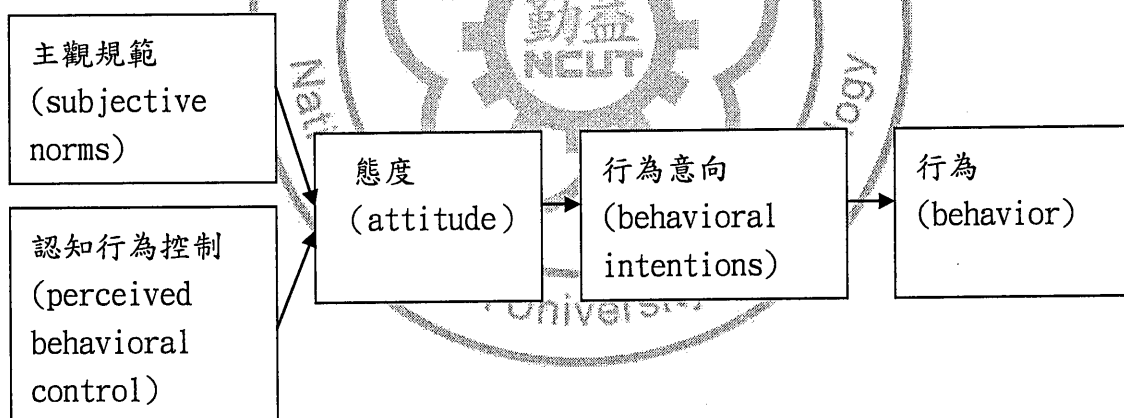 主觀規範
(subjective
norms)
認知行為控制
(perceived
behavioral
control)
態度
(attitude)
行為意向
(behavioral
intentions)
行為
(behavior)
勤益
NCUT
University